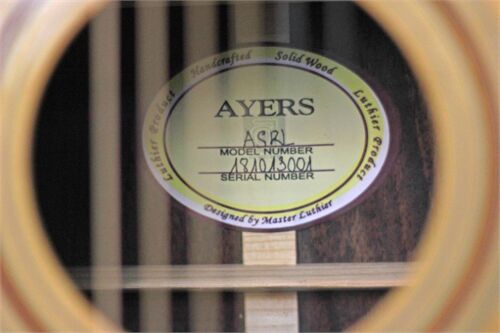 Luthier Product Handcrafted Solid Wood Luthier Product
AYERS
ASRL
MODEL NUMBER
181013001
SERIAL NUMBER
Designed by Master Luthier